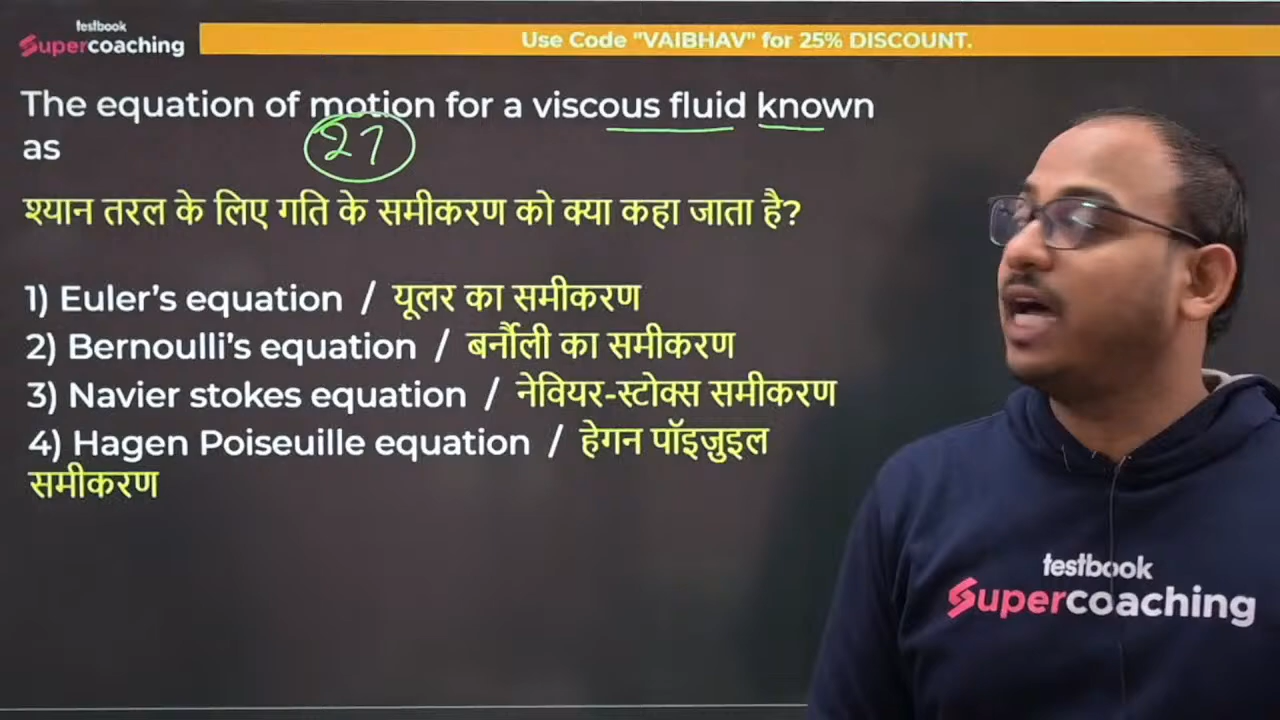 testbook
Supercoaching
Use Code "VAIBHAV" for 25% DISCOUNT.
The equation of motion for a viscous fluid known
as
27
श्यान तरल के लिए गति के समीकरण को क्या कहा जाता है?
1) Euler’s equation / यूलर का समीकरण
2) Bernoulli’s equation / बर्नौली का समीकरण
3) Navier stokes equation / नेवियर-स्टोक्स समीकरण
4) Hagen Poiseuille equation / हेगन पॉइज़ुइल
समीकरण
testbook
Supercoaching